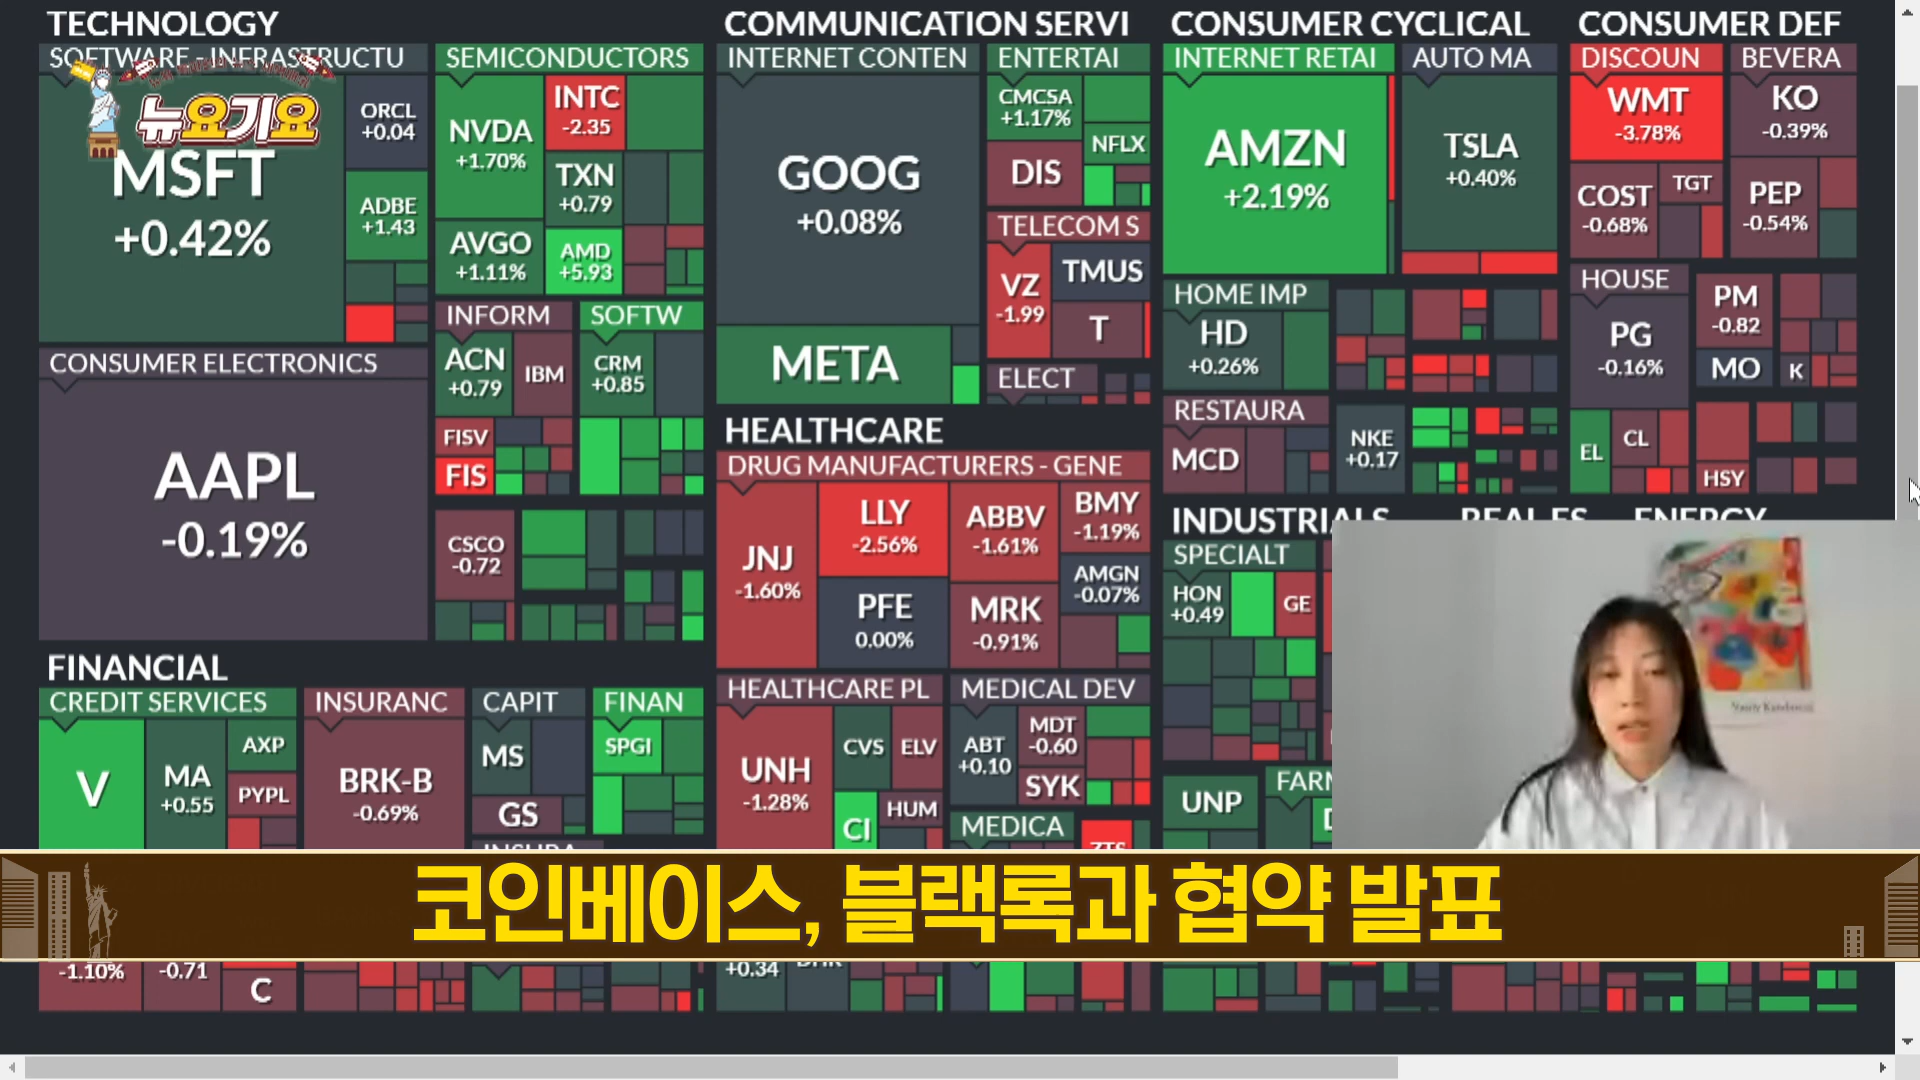 TECHNOLOGY
SOFTWARE - INFRASTRUCTU
뉴요기요
MSFT
+0.42%
ORCL
+0.04
ADBE
+1.43
SEMICONDUCTORS
NVDA
+1.70%
INTC
-2.35
TXN
+0.79
AVGO
+1.11%
AMD
+5.93
CONSUMER ELECTRONICS
AAPL
-0.19%
INFORM
ACN
+0.79
IBM
FISV
FIS
SOFTW
CRM
+0.85
CSCO
-0.72
COMMUNICATION SERVI
INTERNET CONTEN
GOOG
+0.08%
META
ENTERTAI
CMCSA
+1.17%
NFLX
DIS
TELECOM S
VZ
-1.99
TMUS
T
ELECT
CONSUMER CYCLICAL
INTERNET RETAI
AMZN
+2.19%
AUTO MA
TSLA
+0.40%
HOME IMP
HD
+0.26%
RESTAURA
MCD
NKE
+0.17
CONSUMER DEF
DISCOUN
WMT
-3.78%
COST
-0.68%
TGT
BEVERA
KO
-0.39%
PEP
-0.54%
HOUSE
PG
-0.16%
PM
-0.82
MO
K
EL
CL
HSY
HEALTHCARE
DRUG MANUFACTURERS - GENE
JNJ
-1.60%
LLY
-2.56%
ABBV
-1.61%
BMY
-1.19%
PFE
0.00%
MRK
-0.91%
AMGN
-0.07%
HEALTHCARE PL
UNH
-1.28%
CVS
ELV
CI
HUM
MEDICAL DEV
ABT
+0.10
MDT
-0.60
SYK
MEDICA
ZTS
INDUSTRIALS
REAL ES
ENERGY
SPECIALT
HON
+0.49
GE
UNP
FARM
FINANCIAL
CREDIT SERVICES
V
MA
+0.55
AXP
PYPL
INSURANC
BRK-B
-0.69%
CAPIT
MS
GS
FINAN
SPGI
코인베이스, 블랙록과 협약 발표
-1.10%
-0.71
C
+0.34